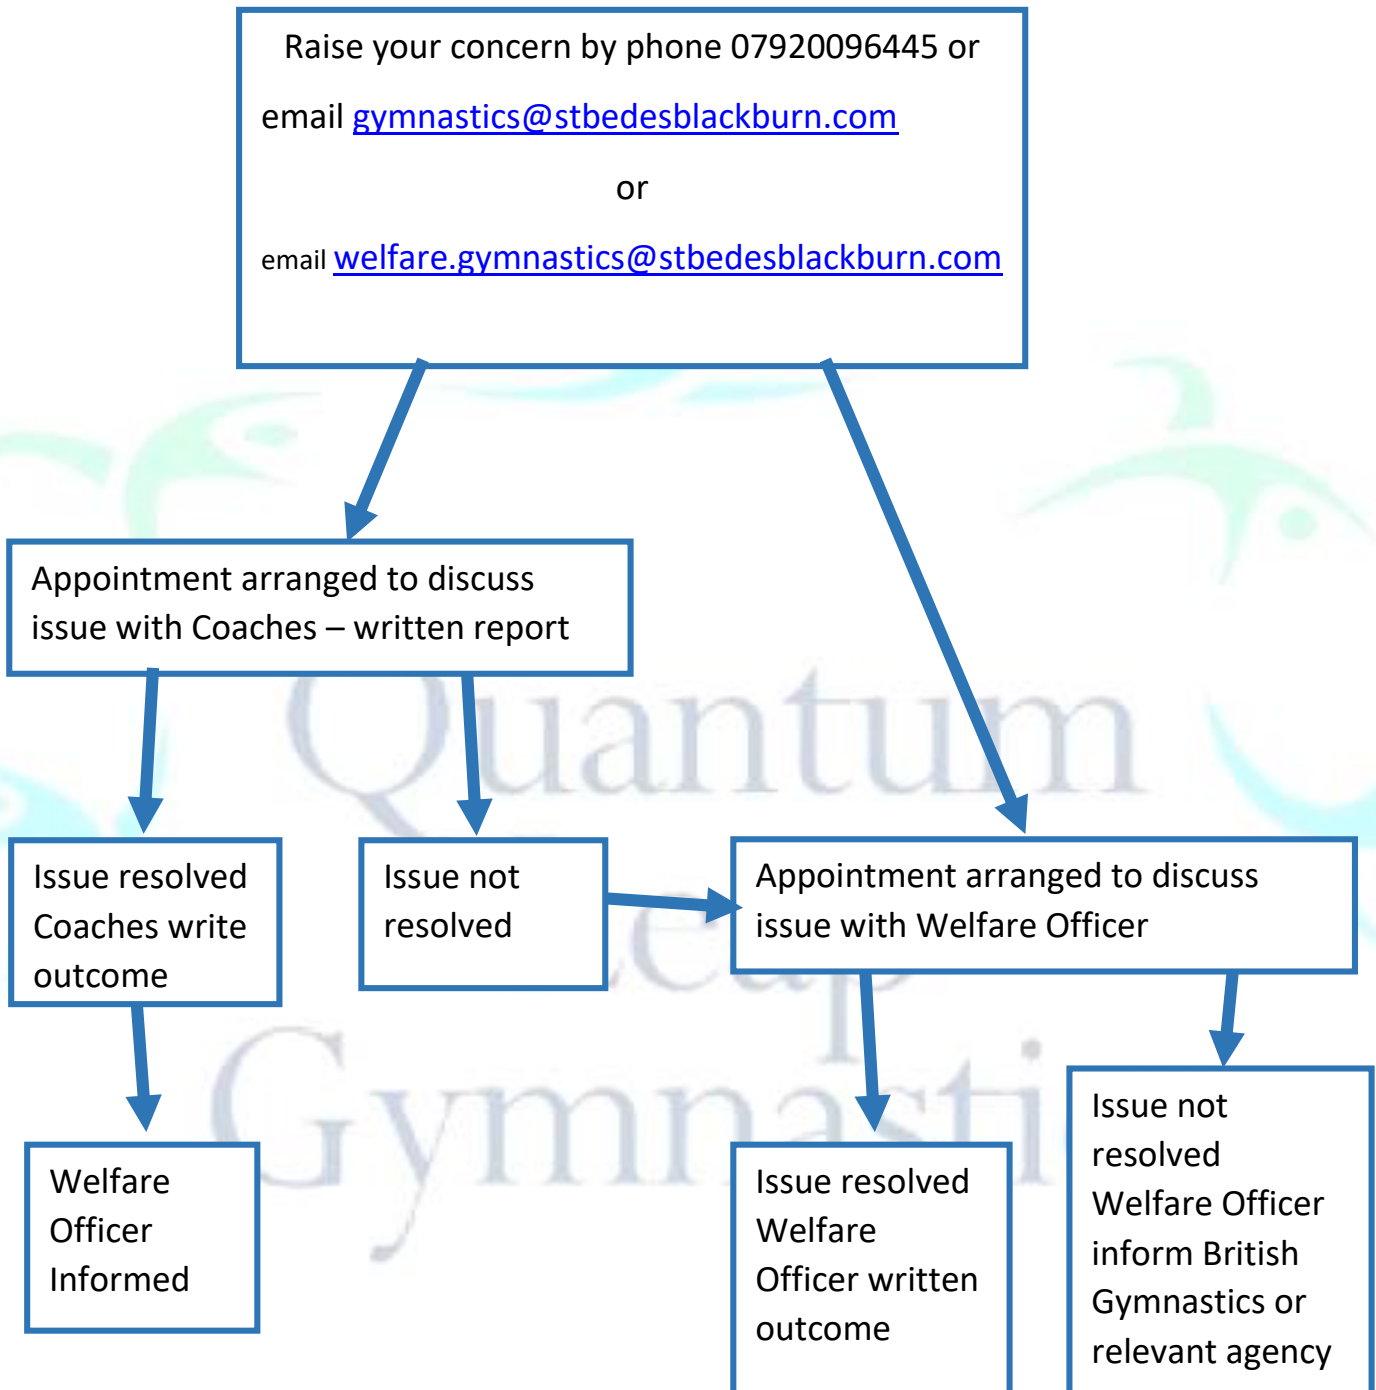 Raise your concern by phone 07920096445 or
email gymnastics@stbedesblackburn.com
or
email welfare.gymnastics@stbedesblackburn.com
Appointment arranged to discuss
issue with Coaches – written report
Issue resolved
Coaches write
outcome
Issue not
resolved
Appointment arranged to discuss
issue with Welfare Officer
Welfare
Officer
Informed
Issue resolved
Welfare
Officer written
outcome
Issue not
resolved
Welfare Officer
inform British
Gymnastics or
relevant agency
Quantum